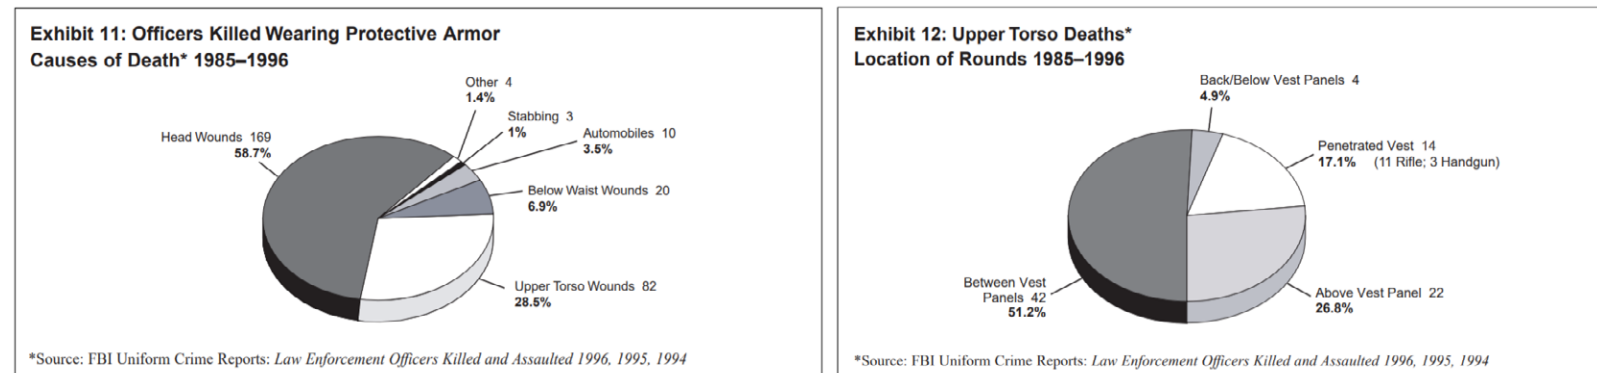 Exhibit 11: Officers Killed Wearing Protective Armor
Causes of Death* 1985–1996
Other 4
1.4%
Stabbing 3
1%
Automobiles 10
3.5%
Head Wounds 169
58.7%
Below Waist Wounds 20
6.9%
Upper Torso Wounds 82
28.5%
*Source: FBI Uniform Crime Reports: Law Enforcement Officers Killed and Assaulted 1996, 1995, 1994
Exhibit 12: Upper Torso Deaths*
Location of Rounds 1985–1996
Back/Below Vest Panels 4
4.9%
Penetrated Vest 14
17.1% (11 Rifle; 3 Handgun)
Between Vest
Panels 42
51.2%
Above Vest Panel 22
26.8%
*Source: FBI Uniform Crime Reports: Law Enforcement Officers Killed and Assaulted 1996, 1995, 1994